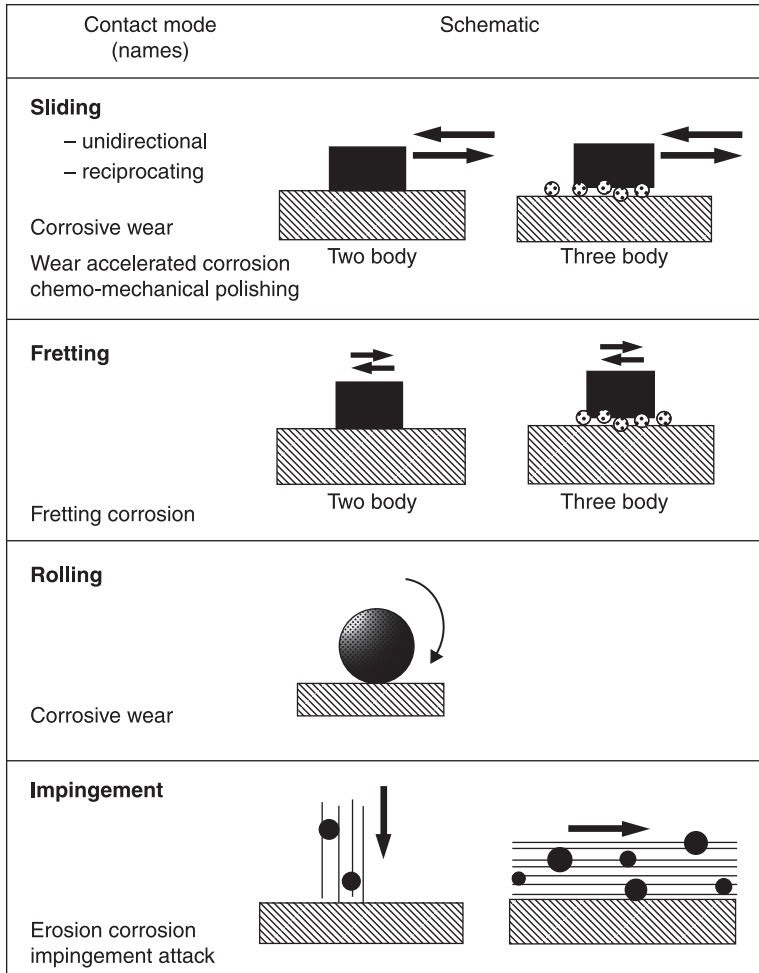 Contact mode
(names)
Schematic
Sliding
– unidirectional
– reciprocating
Corrosive wear
Wear accelerated corrosion
chemo-mechanical polishing
Two body
Three body
Fretting
Fretting corrosion
Two body
Three body
Rolling
Corrosive wear
Impingement
Erosion corrosion
impingement attack